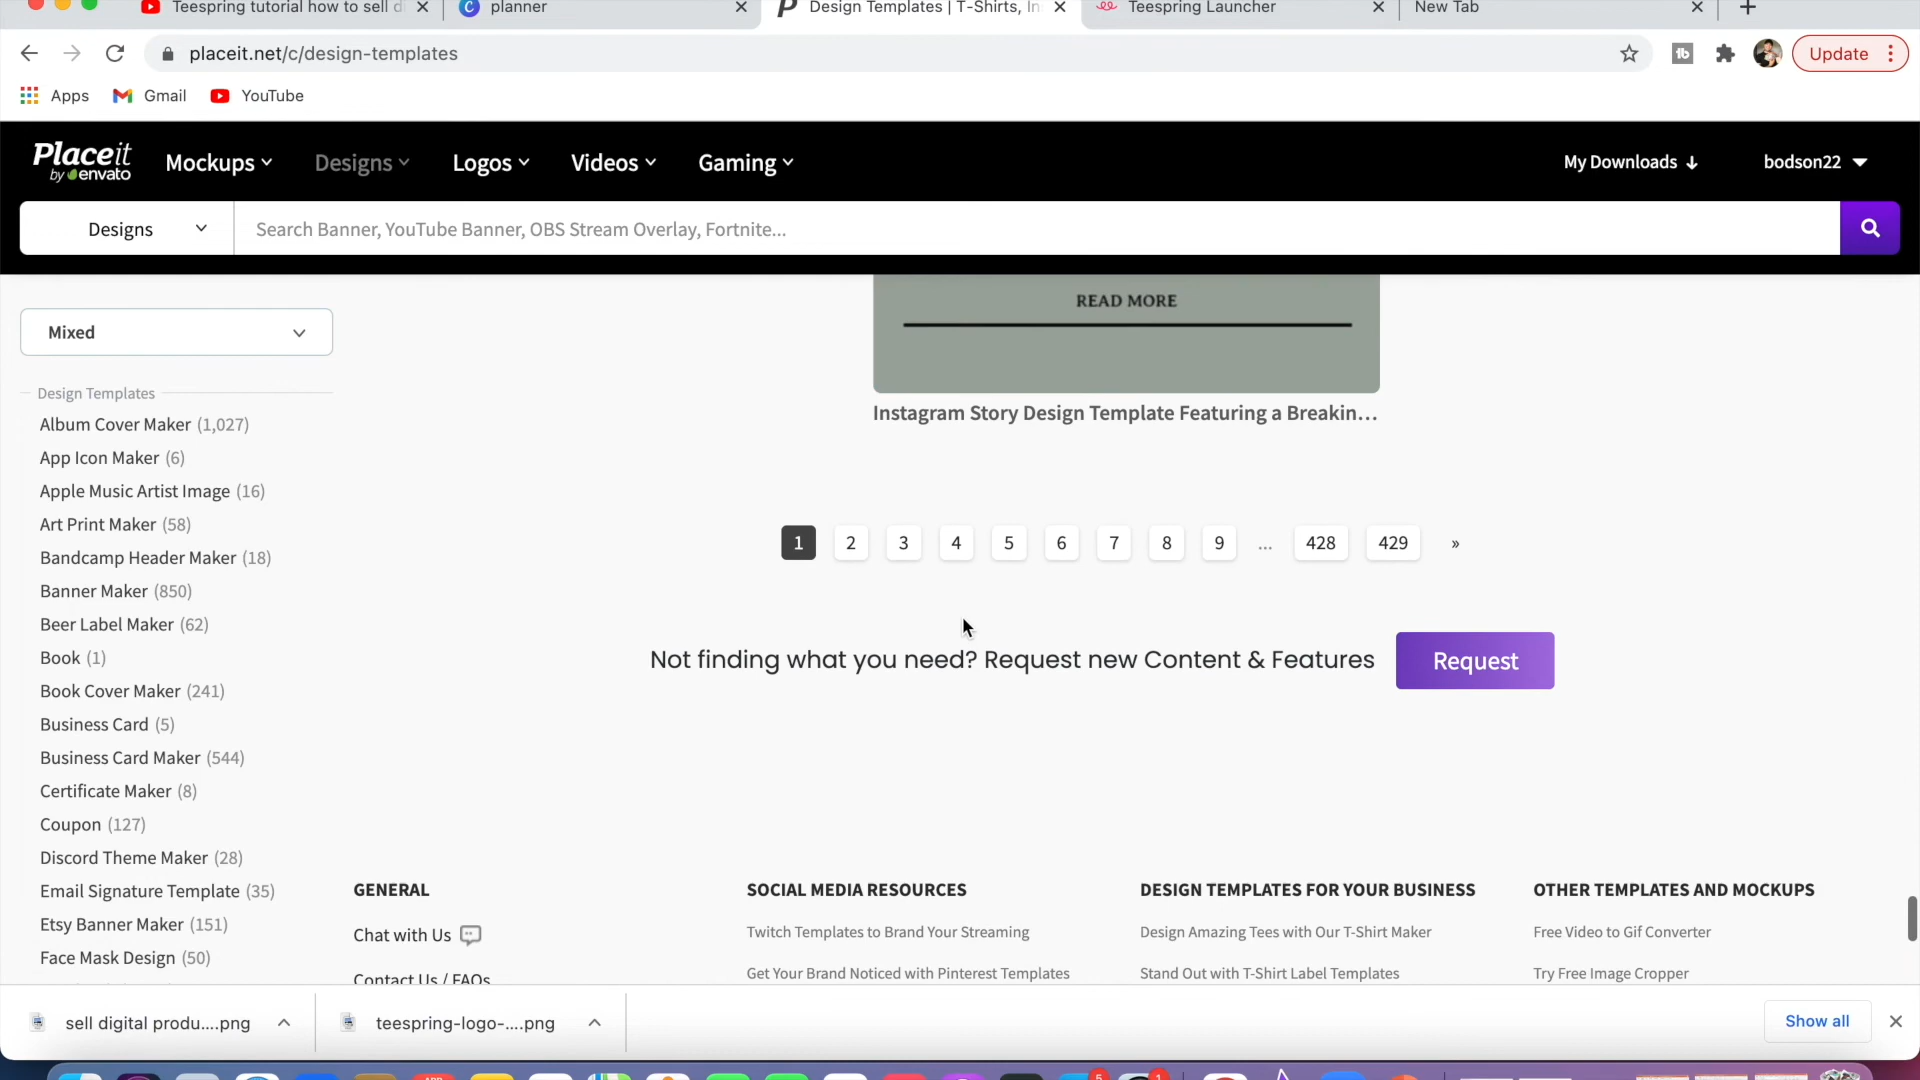 Teespring tutorial how to sell d
planner
Design Templates | T-Shirts, In
Teespring Launcher
New Tab
placeit.net/c/design-templates
Update
Apps
Gmail
YouTube
Placeit
by envato
Mockups
Designs
Logos
Videos
Gaming
My Downloads
bodson22
Designs
Search Banner, YouTube Banner, OBS Stream Overlay, Fortnite...
READ MORE
Mixed
Instagram Story Design Template Featuring a Breakin...
Design Templates
Album Cover Maker (1,027)
App Icon Maker (6)
Apple Music Artist Image (16)
Art Print Maker (58)
Bandcamp Header Maker (18)
Banner Maker (850)
Beer Label Maker (62)
Book (1)
Book Cover Maker (241)
Business Card (5)
Business Card Maker (544)
Certificate Maker (8)
Coupon (127)
Discord Theme Maker (28)
Email Signature Template (35)
Etsy Banner Maker (151)
Face Mask Design (50)
1 2 3 4 5 6 7 8 9 ... 428 429 »
Not finding what you need? Request new Content & Features
Request
GENERAL
Chat with Us
Contact Us / FAQs
SOCIAL MEDIA RESOURCES
Twitch Templates to Brand Your Streaming
Get Your Brand Noticed with Pinterest Templates
DESIGN TEMPLATES FOR YOUR BUSINESS
Design Amazing Tees with Our T-Shirt Maker
Stand Out with T-Shirt Label Templates
OTHER TEMPLATES AND MOCKUPS
Free Video to Gif Converter
Try Free Image Cropper
sell digital produ....png
teespring-logo-....png
Show all
5
1